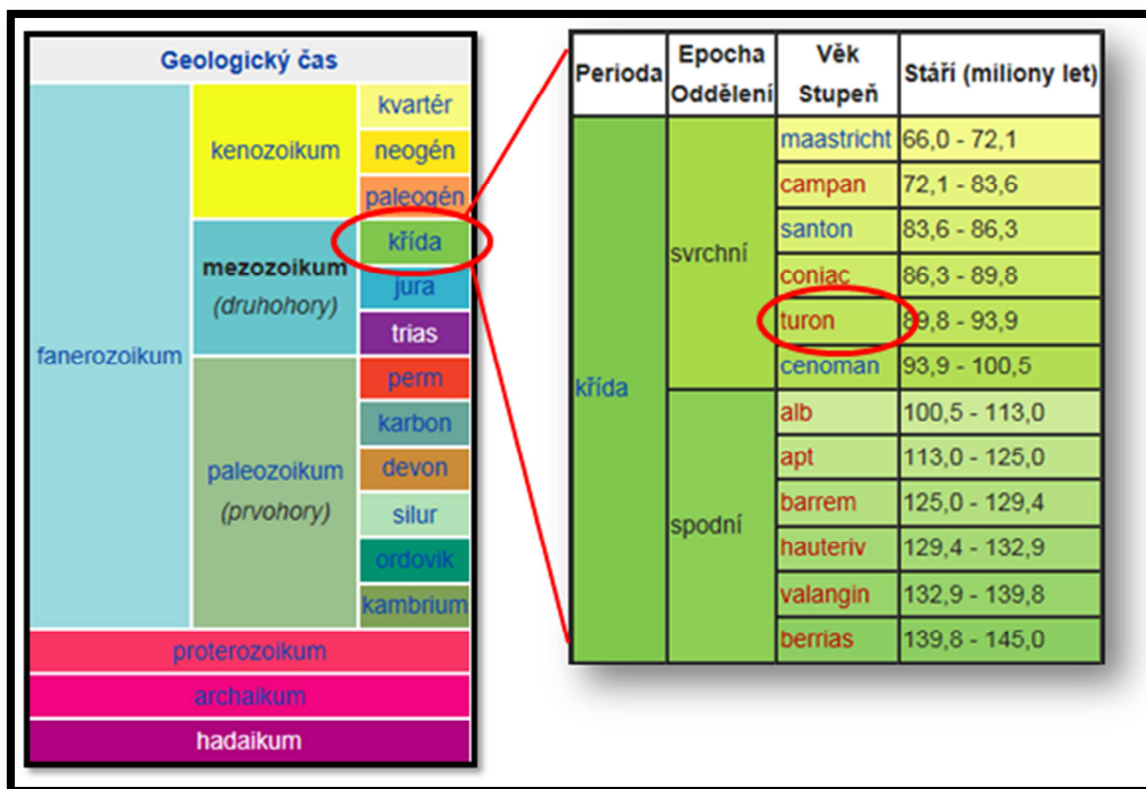 Geologický čas
fanerozoikum
kenozoikum
kvartér
neogén
paleogén
mezozoikum
(druhohory)
křída
jura
trias
paleozoikum
(prvohory)
perm
karbon
devon
silur
ordovik
kambrium
proterozoikum
archaikum
hadaikum
Perioda
Epocha
Oddělení
Věk
Stupeň
Stáří (miliony let)
křída
svrchní
maastricht 66,0 - 72,1
campan 72,1 - 83,6
santon 83,6 - 86,3
coniac 86,3 - 89,8
turon 89,8 - 93,9
cenoman 93,9 - 100,5
spodní
alb 100,5 - 113,0
apt 113,0 - 125,0
barrem 125,0 - 129,4
hauteriv 129,4 - 132,9
valangin 132,9 - 139,8
berrias 139,8 - 145,0